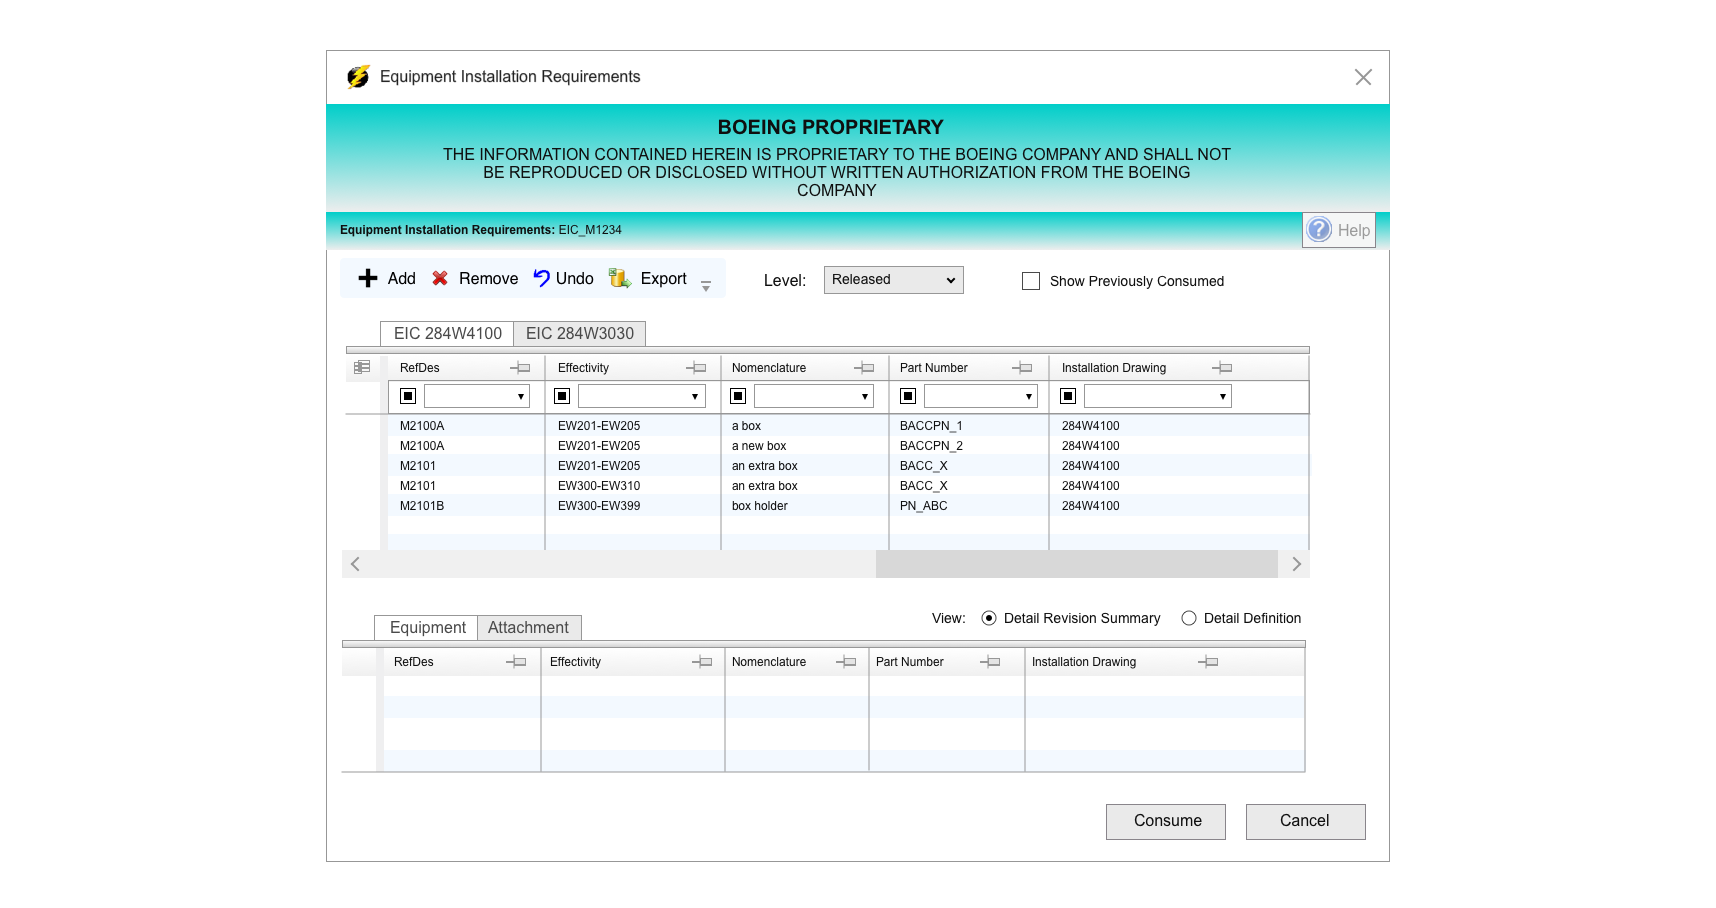 Equipment Installation Requirements
BOEING PROPRIETARY
THE INFORMATION CONTAINED HEREIN IS PROPRIETARY TO THE BOEING COMPANY AND SHALL NOT
BE REPRODUCED OR DISCLOSED WITHOUT WRITTEN AUTHORIZATION FROM THE BOEING
COMPANY
Equipment Installation Requirements: EIC_M1234 ? Help
Add Remove Undo Export Level: Released Show Previously Consumed
EIC 284W4100 EIC 284W3030
RefDes Effectivity Nomenclature Part Number Installation Drawing
M2100A EW201-EW205 a box BACCPN_1 284W4100
M2100A EW201-EW205 a new box BACCPN_2 284W4100
M2101 EW201-EW205 an extra box BACC_X 284W4100
M2101 EW300-EW310 an extra box BACC_X 284W4100
M2101B EW300-EW399 box holder PN_ABC 284W4100
View: Detail Revision Summary Detail Definition
Equipment Attachment
RefDes Effectivity Nomenclature Part Number Installation Drawing
Consume Cancel